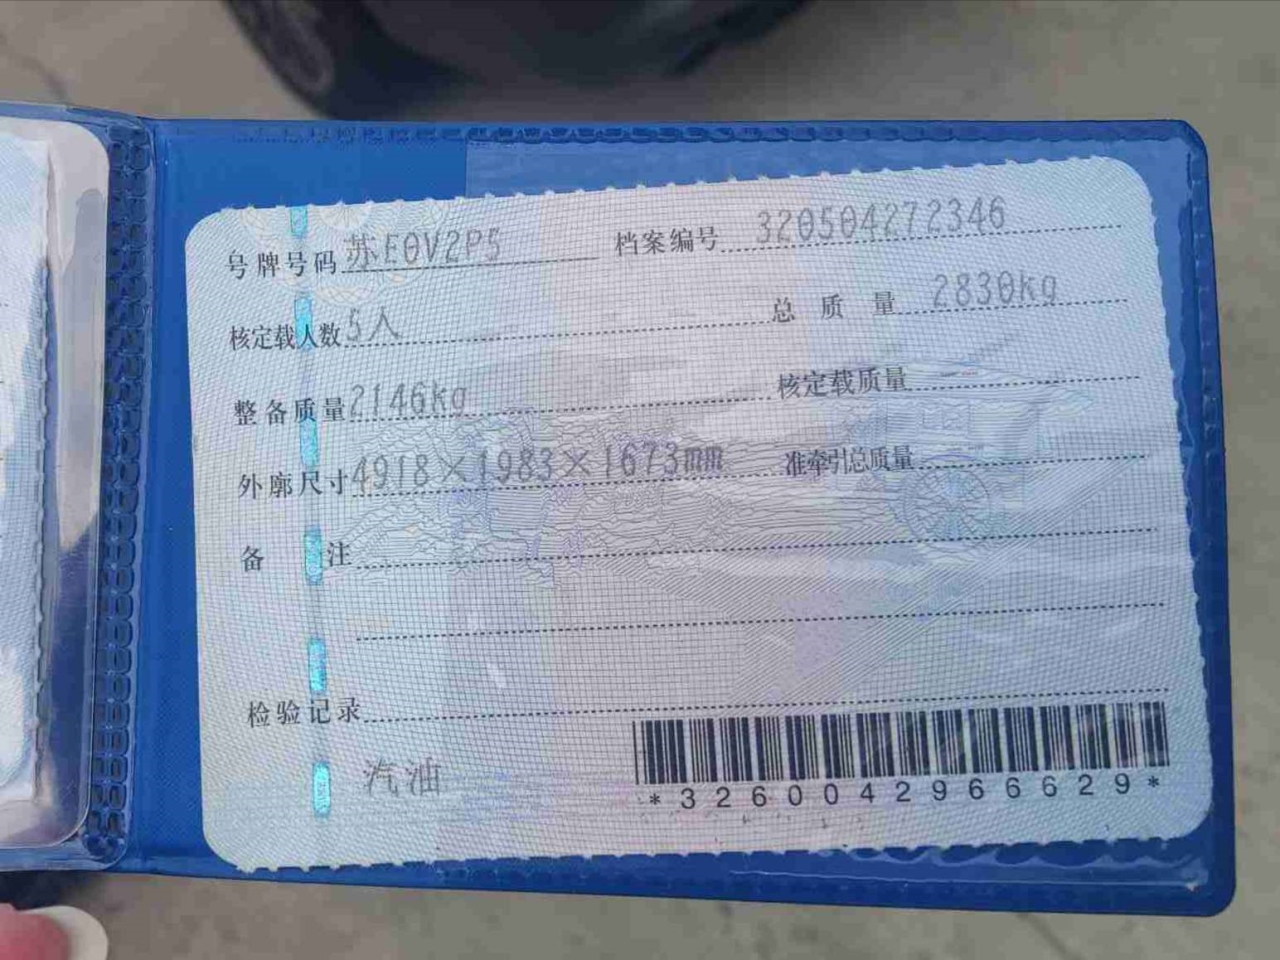 号牌号码 苏E0V2P5 档案编号 320504272346
核定载人数 5人 总质量 2830kg
整备质量 2146kg 核定载质量
外廓尺寸 4918×1983×1673mm 准牵引总质量
备注
检验记录
汽油
*3260042966629*